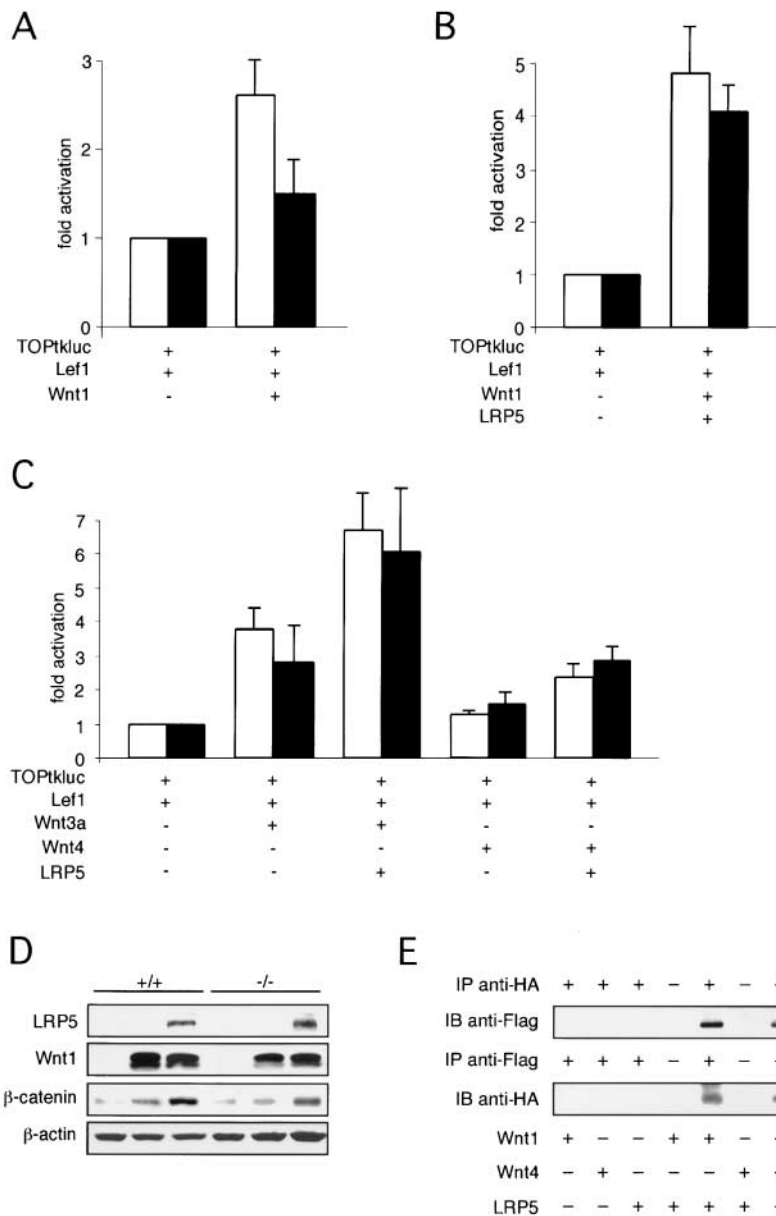 A
fold activation
3
2
1
0
TOPtkluc + +
Lef1 + +
Wnt1 - +
B
fold activation
5
4
3
2
1
0
TOPtkluc + +
Lef1 + +
Wnt1 - +
LRP5 - +
C
fold activation
7
6
5
4
3
2
1
0
TOPtkluc + + + + +
Lef1 + + + + +
Wnt3a - + + - -
Wnt4 - - - + +
LRP5 - - + - +
D
+/+ -/-
LRP5
Wnt1
β-catenin
β-actin
E
IP anti-HA + + + − + −
IB anti-Flag
IP anti-Flag + + + − + −
IB anti-HA
Wnt1 + − − + + − −
Wnt4 − + − − − +
LRP5 − − + + + +